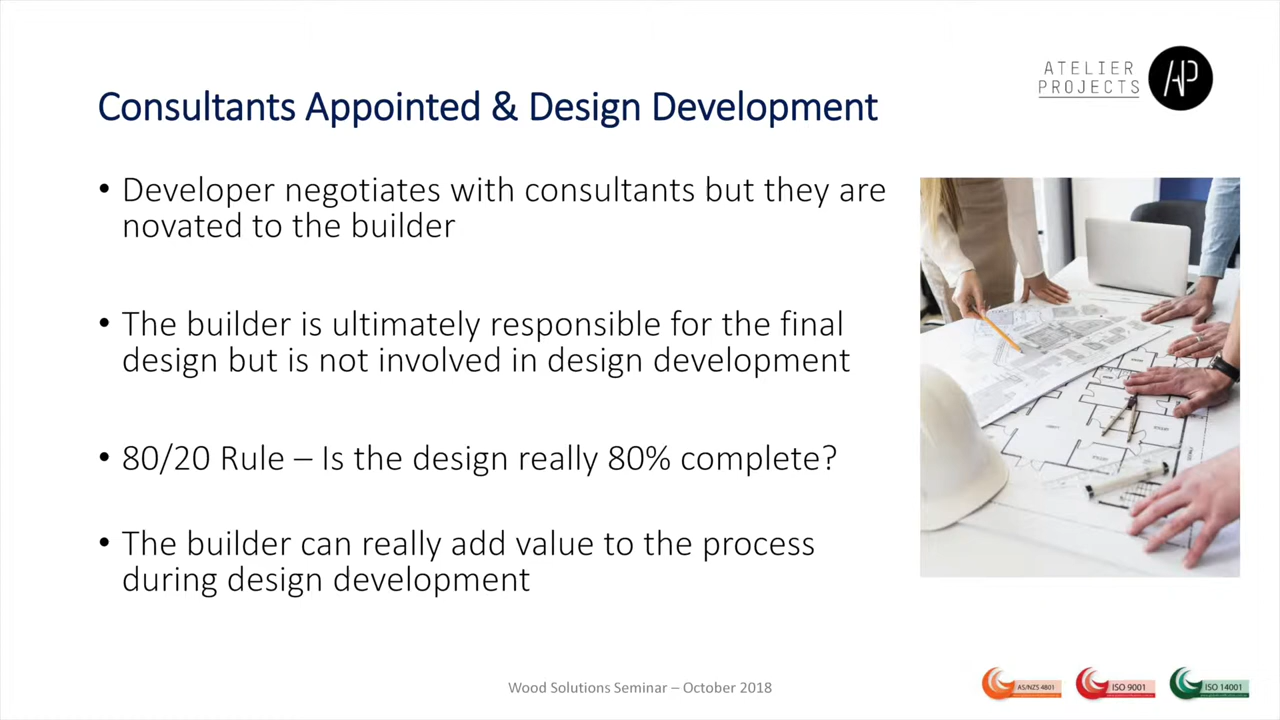 ATELIER
PROJECTS
AP
Consultants Appointed & Design Development
• Developer negotiates with consultants but they are
novated to the builder
• The builder is ultimately responsible for the final
design but is not involved in design development
• 80/20 Rule – Is the design really 80% complete?
• The builder can really add value to the process
during design development
Wood Solutions Seminar – October 2018
AS/NZS 4801
ISO 9001
ISO 14001